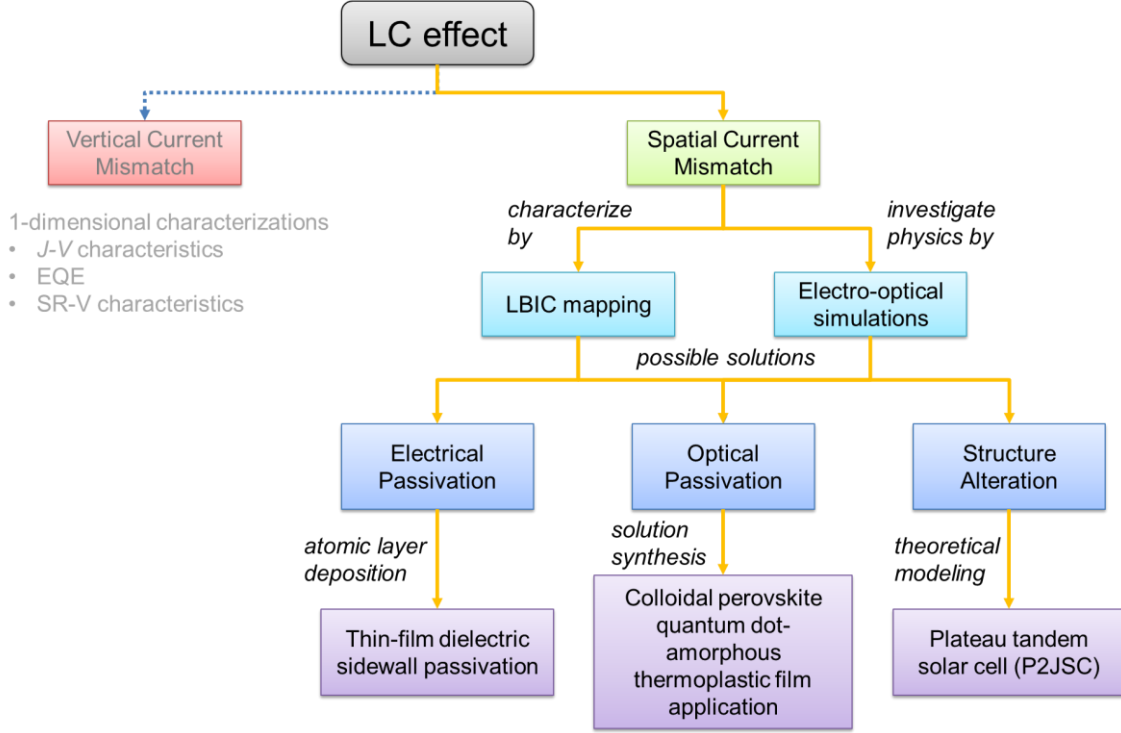 LC effect
Vertical Current
Mismatch
Spatial Current
Mismatch
1-dimensional characterizations
• J-V characteristics
• EQE
• SR-V characteristics
characterize
by
investigate
physics by
LBIC mapping
Electro-optical
simulations
possible solutions
Electrical
Passivation
Optical
Passivation
Structure
Alteration
atomic layer
deposition
solution
synthesis
theoretical
modeling
Thin-film dielectric
sidewall passivation
Colloidal perovskite
quantum dot-
amorphous
thermoplastic film
application
Plateau tandem
solar cell (P2JSC)